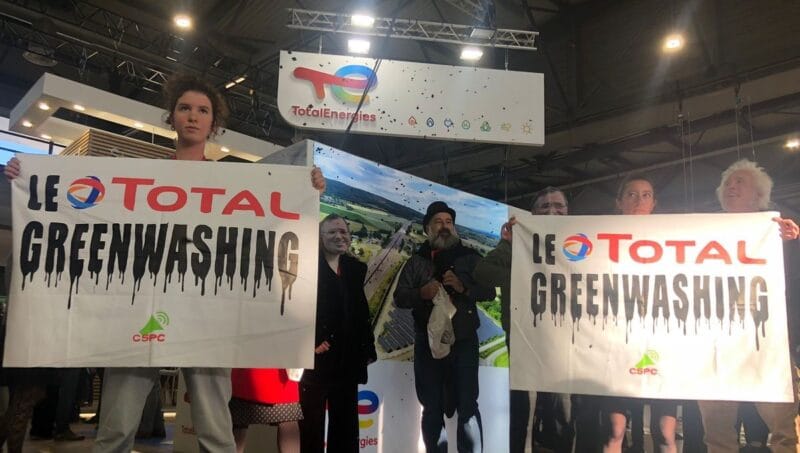 TotalEnergies
LE TOTAL
GREENWASHING
CSPC
LE TOTAL
GREENWASHING
CSPC